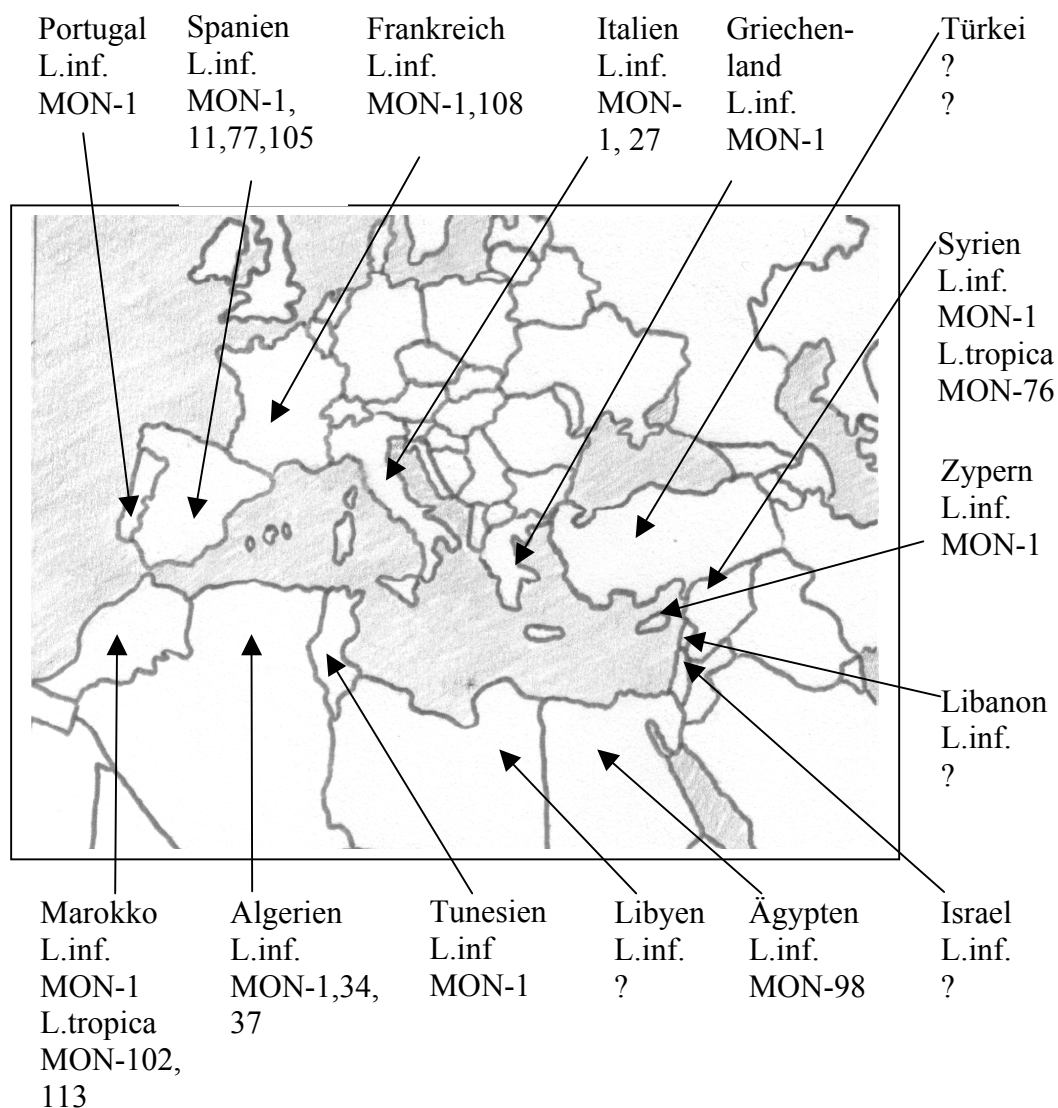 Portugal
L.inf.
MON-1
Spanien
L.inf.
MON-1,
11,77,105
Frankreich
L.inf.
MON-1,108
Italien
L.inf.
MON-
1, 27
Griechen-
land
L.inf.
MON-1
Türkei
?
?
Syrien
L.inf.
MON-1
L.tropica
MON-76
Zypern
L.inf.
MON-1
Libanon
L.inf.
?
Marokko
L.inf.
MON-1
L.tropica
MON-102,
113
Algerien
L.inf.
MON-1,34,
37
Tunesien
L.inf
MON-1
Libyen
L.inf.
?
Ägypten
L.inf.
MON-98
Israel
L.inf.
?